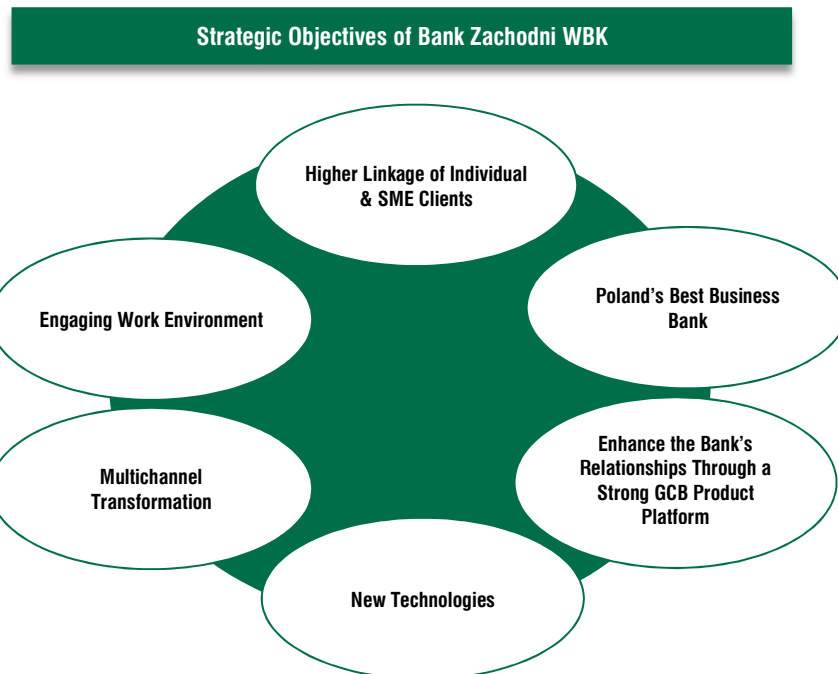 Strategic Objectives of Bank Zachodni WBK
Higher Linkage of Individual
& SME Clients
Poland's Best Business
Bank
Enhance the Bank's
Relationships Through a
Strong GCB Product
Platform
New Technologies
Multichannel
Transformation
Engaging Work Environment